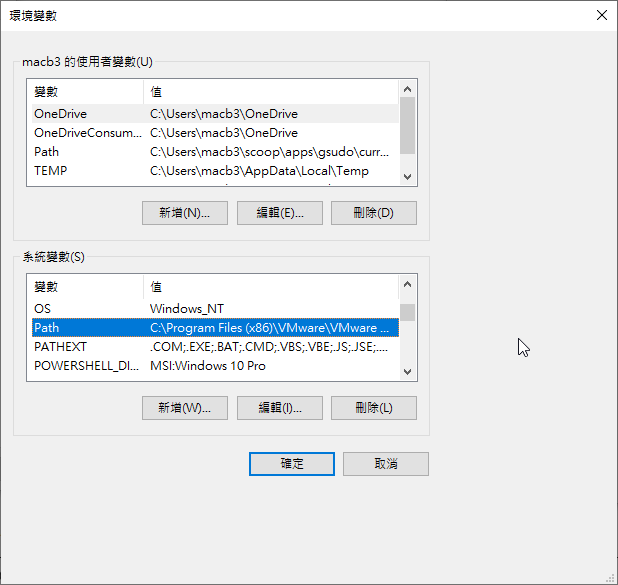 環境變數
macb3 的使用者變數(U)
變數 值
OneDrive C:\Users\macb3\OneDrive
OneDriveConsum... C:\Users\macb3\OneDrive
Path C:\Users\macb3\scoop\apps\gsudo\curr...
TEMP C:\Users\macb3\AppData\Local\Temp
新增(N)... 編輯(E)... 刪除(D)
系統變數(S)
變數 值
OS Windows_NT
Path C:\Program Files (x86)\VMware\VMware ...
PATHEXT .COM;.EXE;.BAT;.CMD;.VBS;.VBE;.JS;.JSE;....
POWERSHELL_DI... MSI:Windows 10 Pro
新增(W)... 編輯(I)... 刪除(L)
確定 取消